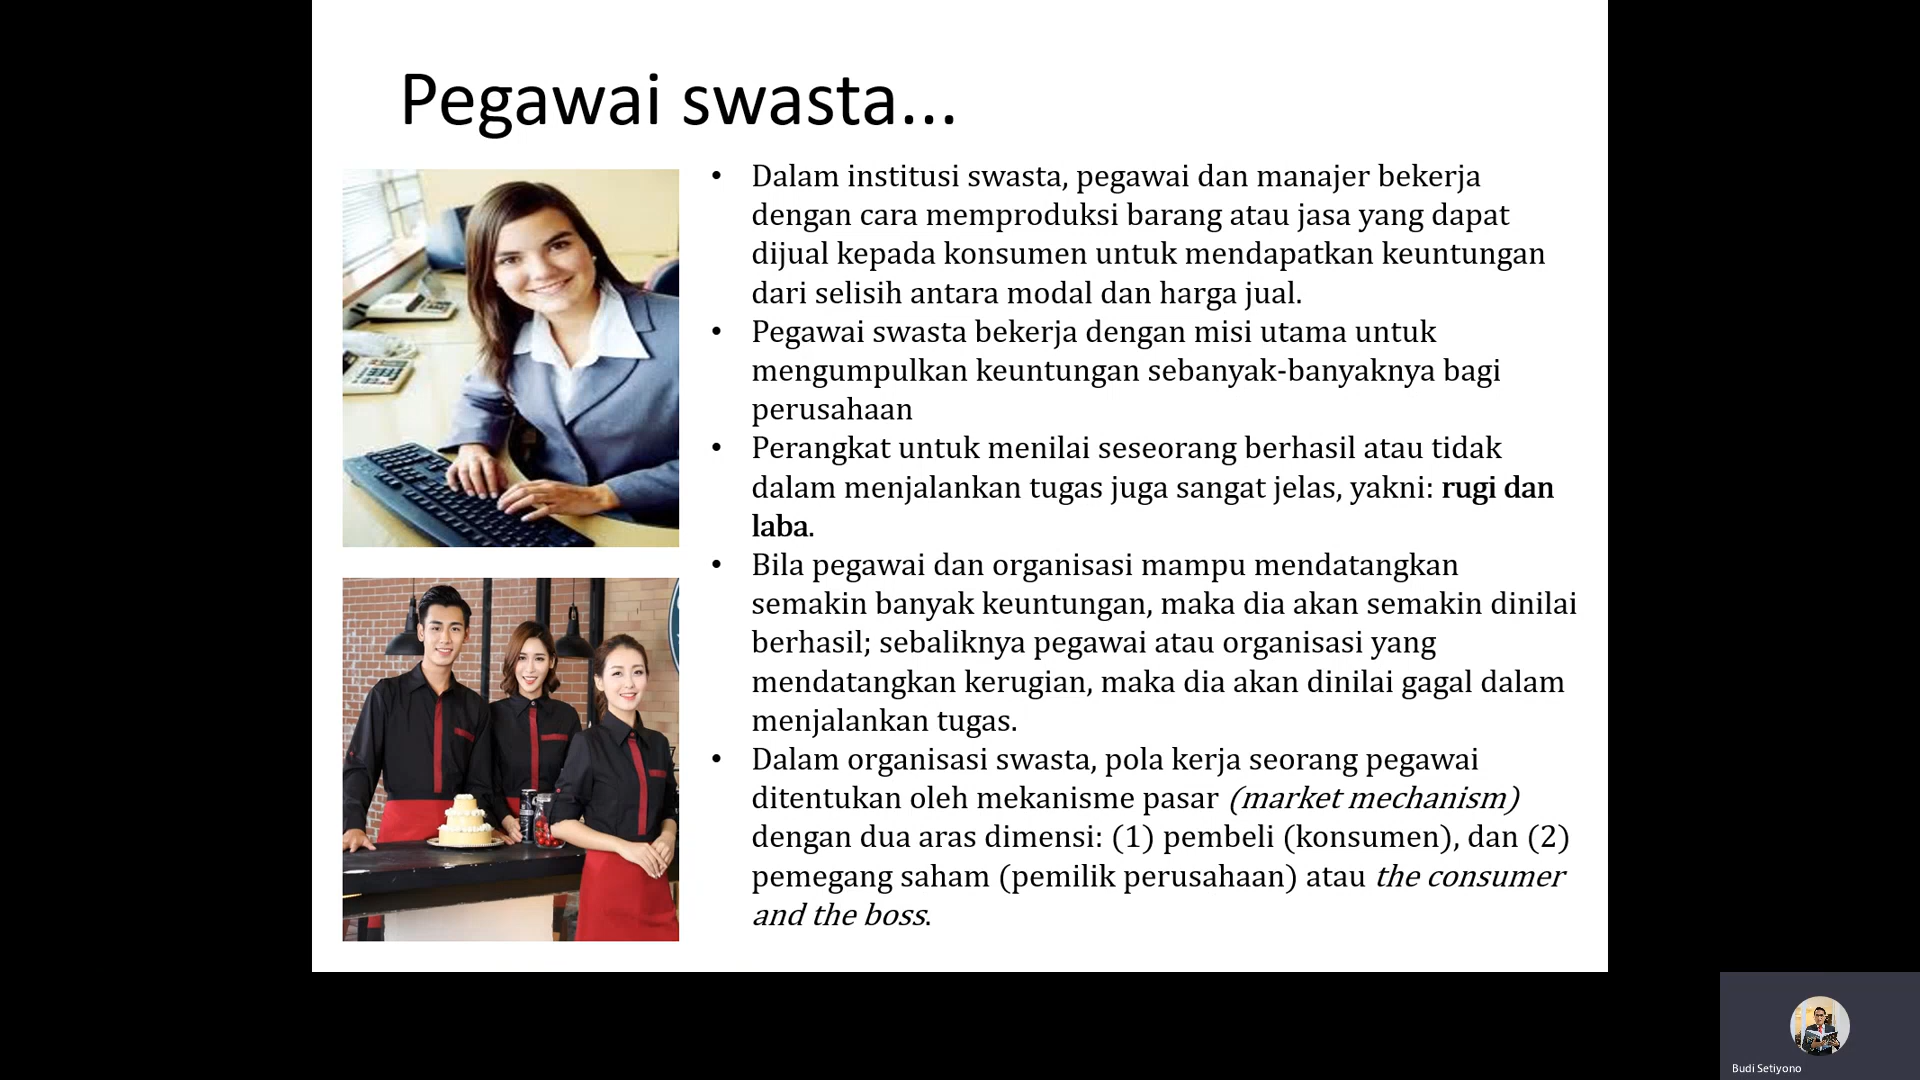 Pegawai swasta...
• Dalam institusi swasta, pegawai dan manajer bekerja
dengan cara memproduksi barang atau jasa yang dapat
dijual kepada konsumen untuk mendapatkan keuntungan
dari selisih antara modal dan harga jual.
• Pegawai swasta bekerja dengan misi utama untuk
mengumpulkan keuntungan sebanyak-banyaknya bagi
perusahaan
• Perangkat untuk menilai seseorang berhasil atau tidak
dalam menjalankan tugas juga sangat jelas, yakni: rugi dan
laba.
• Bila pegawai dan organisasi mampu mendatangkan
semakin banyak keuntungan, maka dia akan semakin dinilai
berhasil; sebaliknya pegawai atau organisasi yang
mendatangkan kerugian, maka dia akan dinilai gagal dalam
menjalankan tugas.
• Dalam organisasi swasta, pola kerja seorang pegawai
ditentukan oleh mekanisme pasar (market mechanism)
dengan dua aras dimensi: (1) pembeli (konsumen), dan (2)
pemegang saham (pemilik perusahaan) atau the consumer
and the boss.
Budi Setiyono